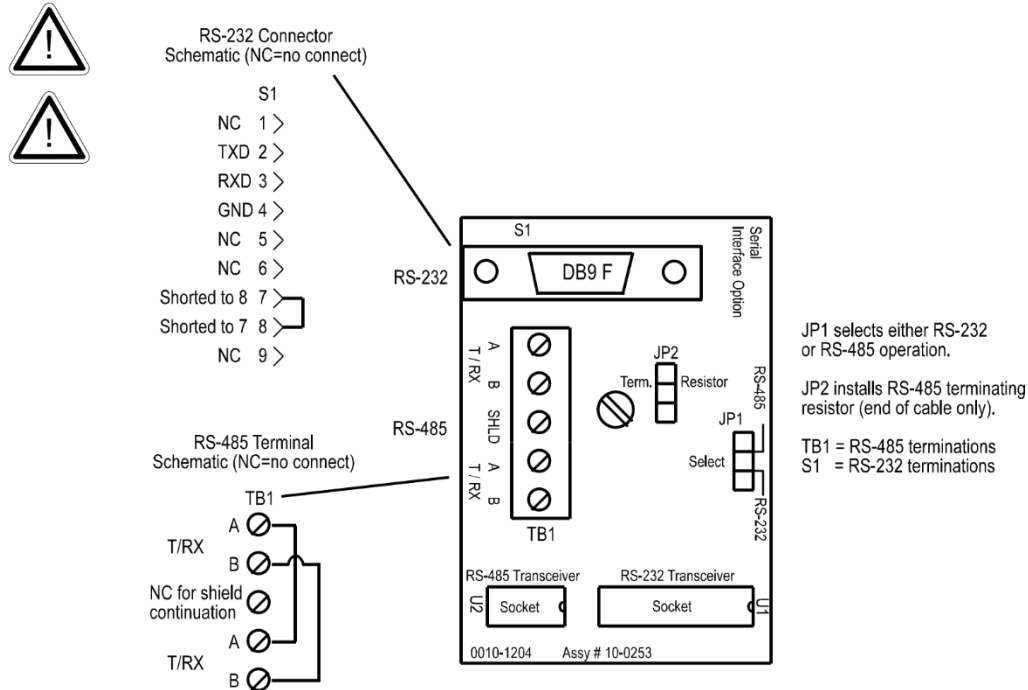 !
!
RS-232 Connector
Schematic (NC=no connect)
S1
NC 1
TXD 2
RXD 3
GND 4
NC 5
NC 6
Shorted to 8 7
Shorted to 7 8
NC 9
RS-485 Terminal
Schematic (NC=no connect)
TB1
A
T/RX
B
NC for shield
continuation
A
T/RX
B
RS-232
RS-485
S1
DB9 F
Serial
Interface Option
A
T / RX
B
SHLD
A
T / RX
B
TB1
JP2
Term. Resistor
RS-485
JP1
Select
RS-232
RS-485 Transceiver
U2
Socket
RS-232 Transceiver
Socket
U1
0010-1204 Assy # 10-0253
JP1 selects either RS-232
or RS-485 operation.
JP2 installs RS-485 terminating
resistor (end of cable only).
TB1 = RS-485 terminations
S1 = RS-232 terminations